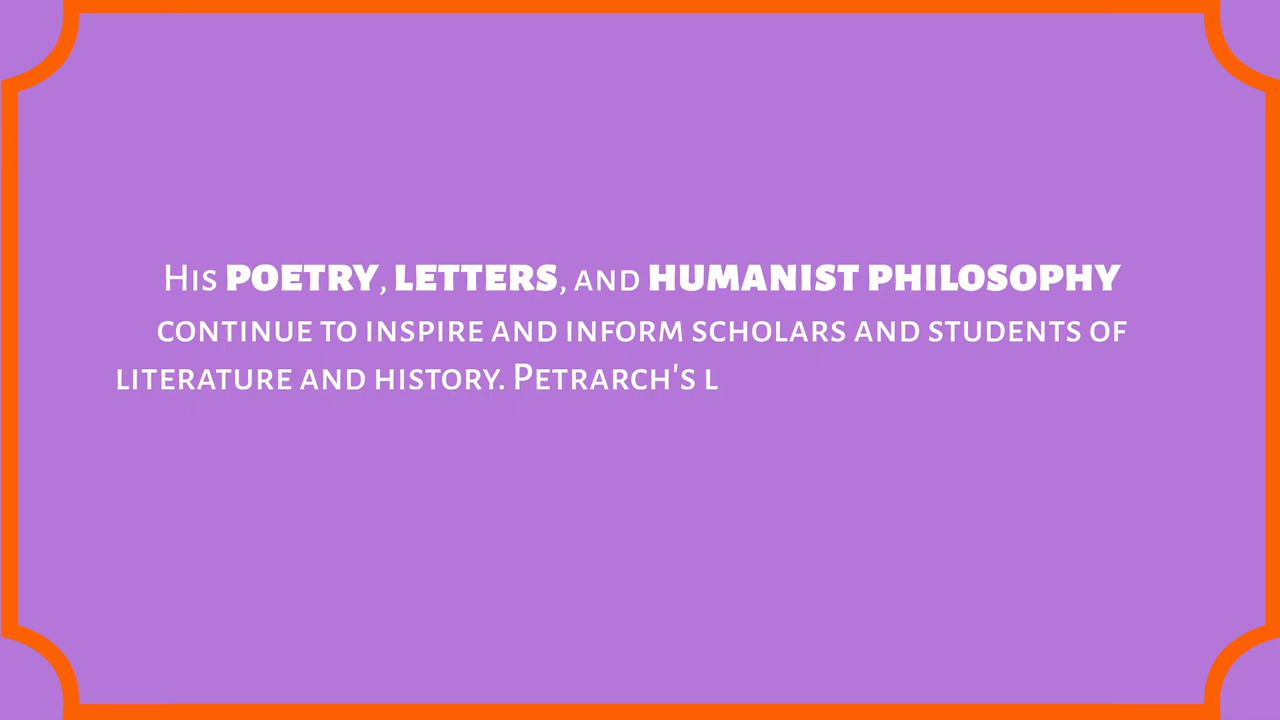 His POETRY, LETTERS, AND HUMANIST PHILOSOPHY
CONTINUE TO INSPIRE AND INFORM SCHOLARS AND STUDENTS OF
LITERATURE AND HISTORY. PETRARCH'S L